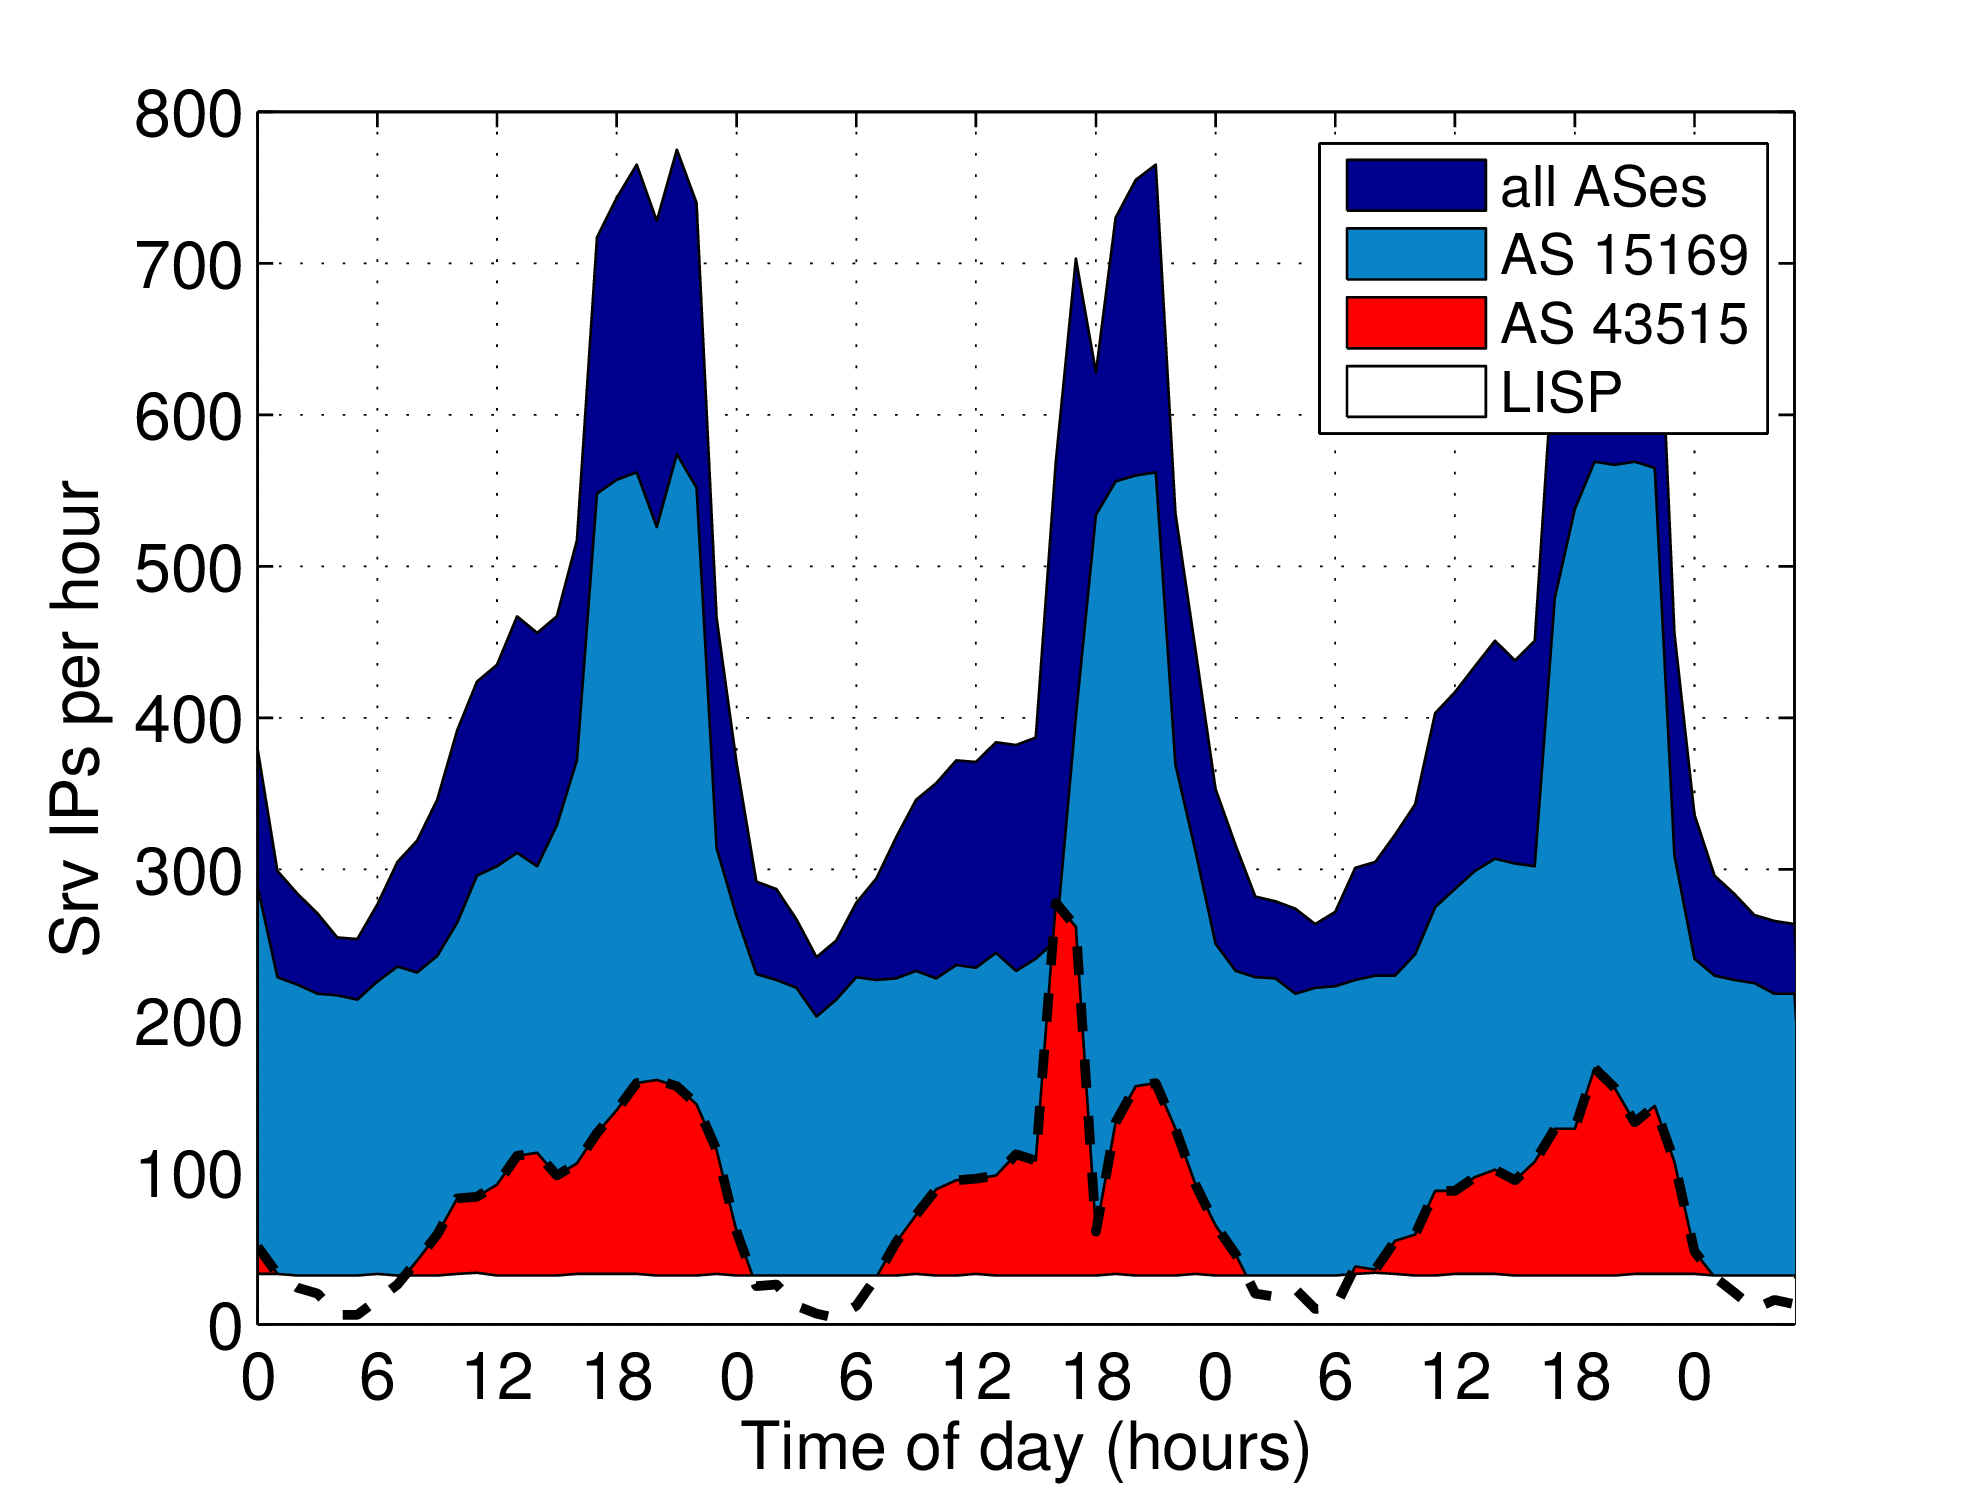 800
700
600
500
400
300
200
100
0
Srv IPs per hour
all ASes
AS 15169
AS 43515
LISP
0 6 12 18 0 6 12 18 0 6 12 18 0
Time of day (hours)